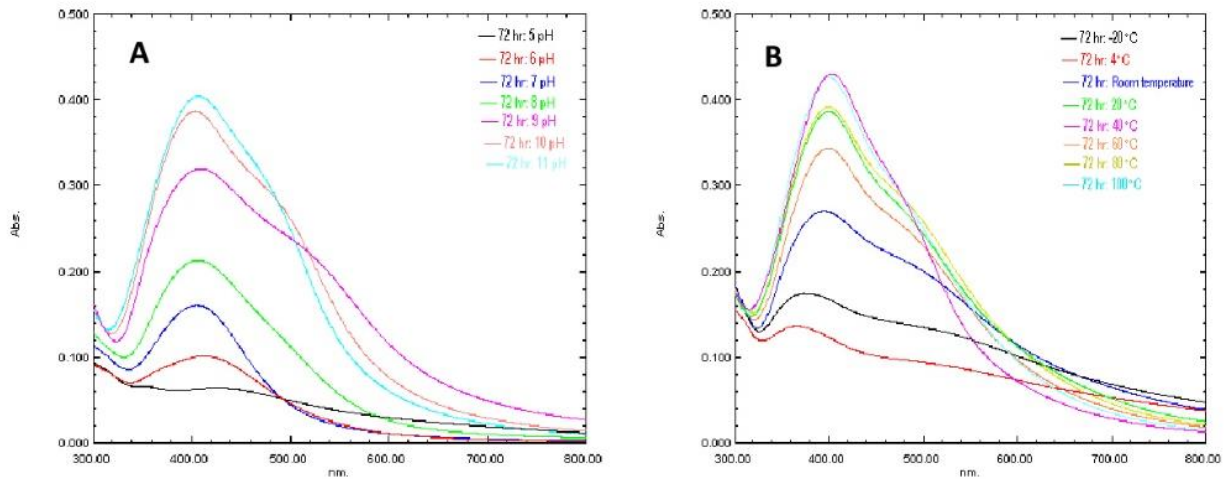 A
72 hr: 5 pH
72 hr: 6 pH
72 hr: 7 pH
72 hr: 8 pH
72 hr: 9 pH
72 hr: 10 pH
72 hr: 11 pH
0.500
0.400
0.300
0.200
0.100
0.000
Abs.
300.00 400.00 500.00 600.00 700.00 800.00
nm.
B
72 hr: -20 °C
72 hr: 4°C
72 hr: Room temperature
72 hr: 20 °C
72 hr: 40 °C
72 hr: 60 °C
72 hr: 80 °C
72 hr: 100 °C
0.500
0.400
0.300
0.200
0.100
0.000
Abs.
300.00 400.00 500.00 600.00 700.00 800.00
nm.